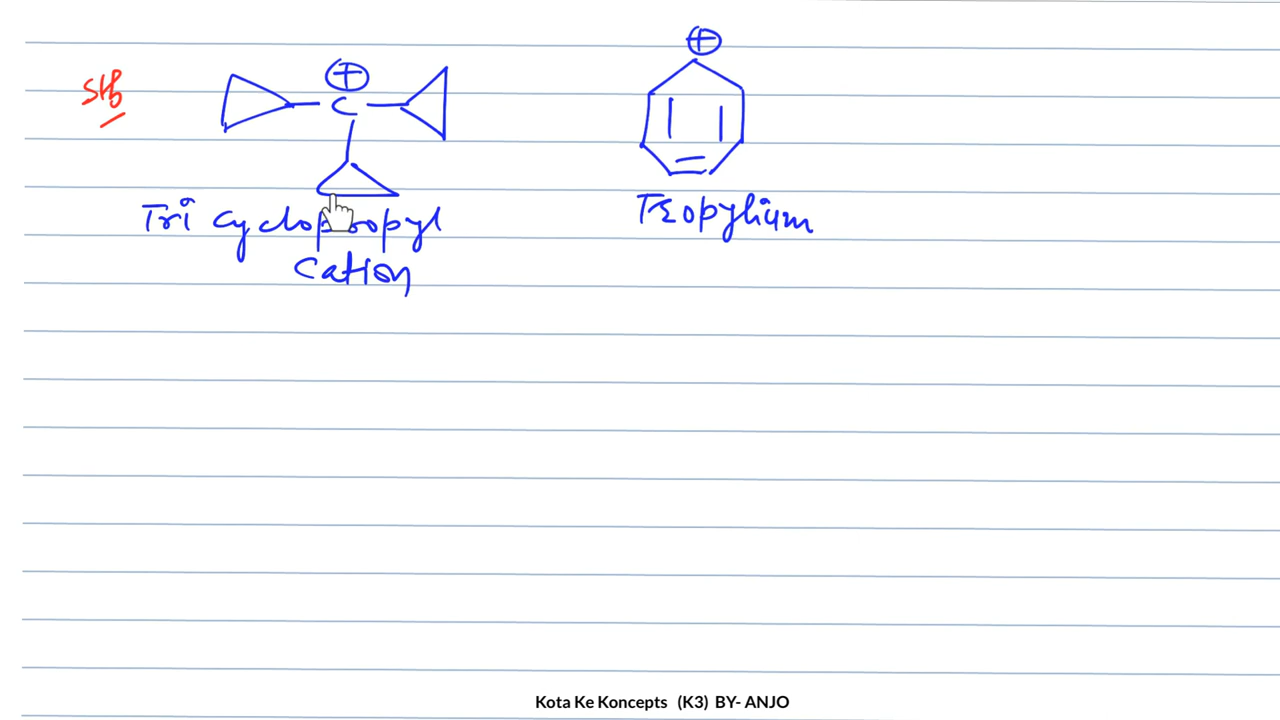 Stb
⊕
C
⊕
Tri cyclopropyl
Cation
Tropylium
Kota Ke Koncepts (K3) BY- ANJO